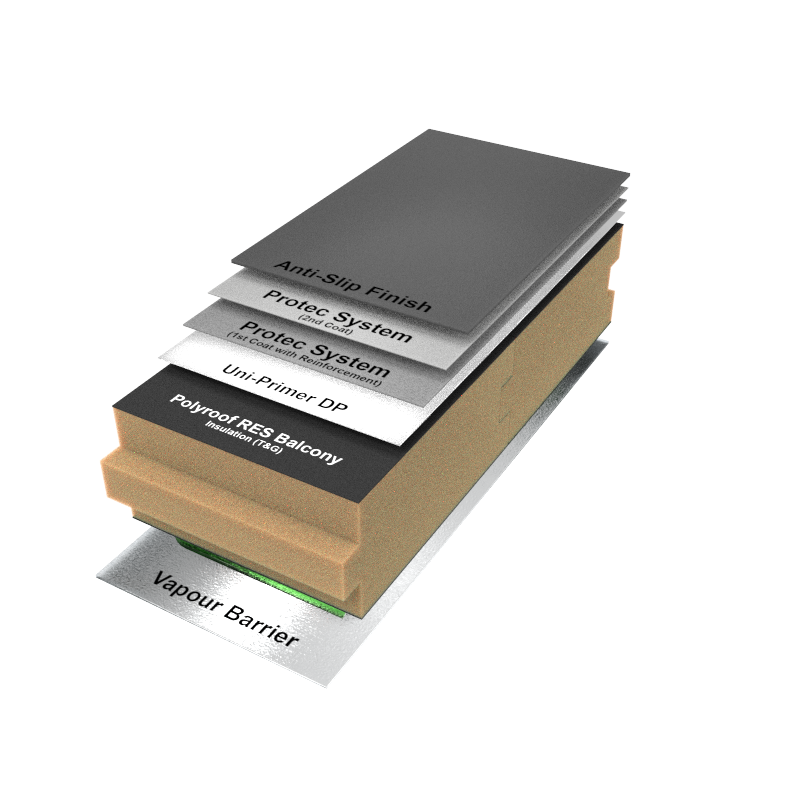 Anti-Slip Finish
Protec System
(2nd Coat)
Protec System
(1st Coat with Reinforcement)
Uni-Primer DP
Polyroof RES Balcony
Insulation (T&G)
Vapour Barrier